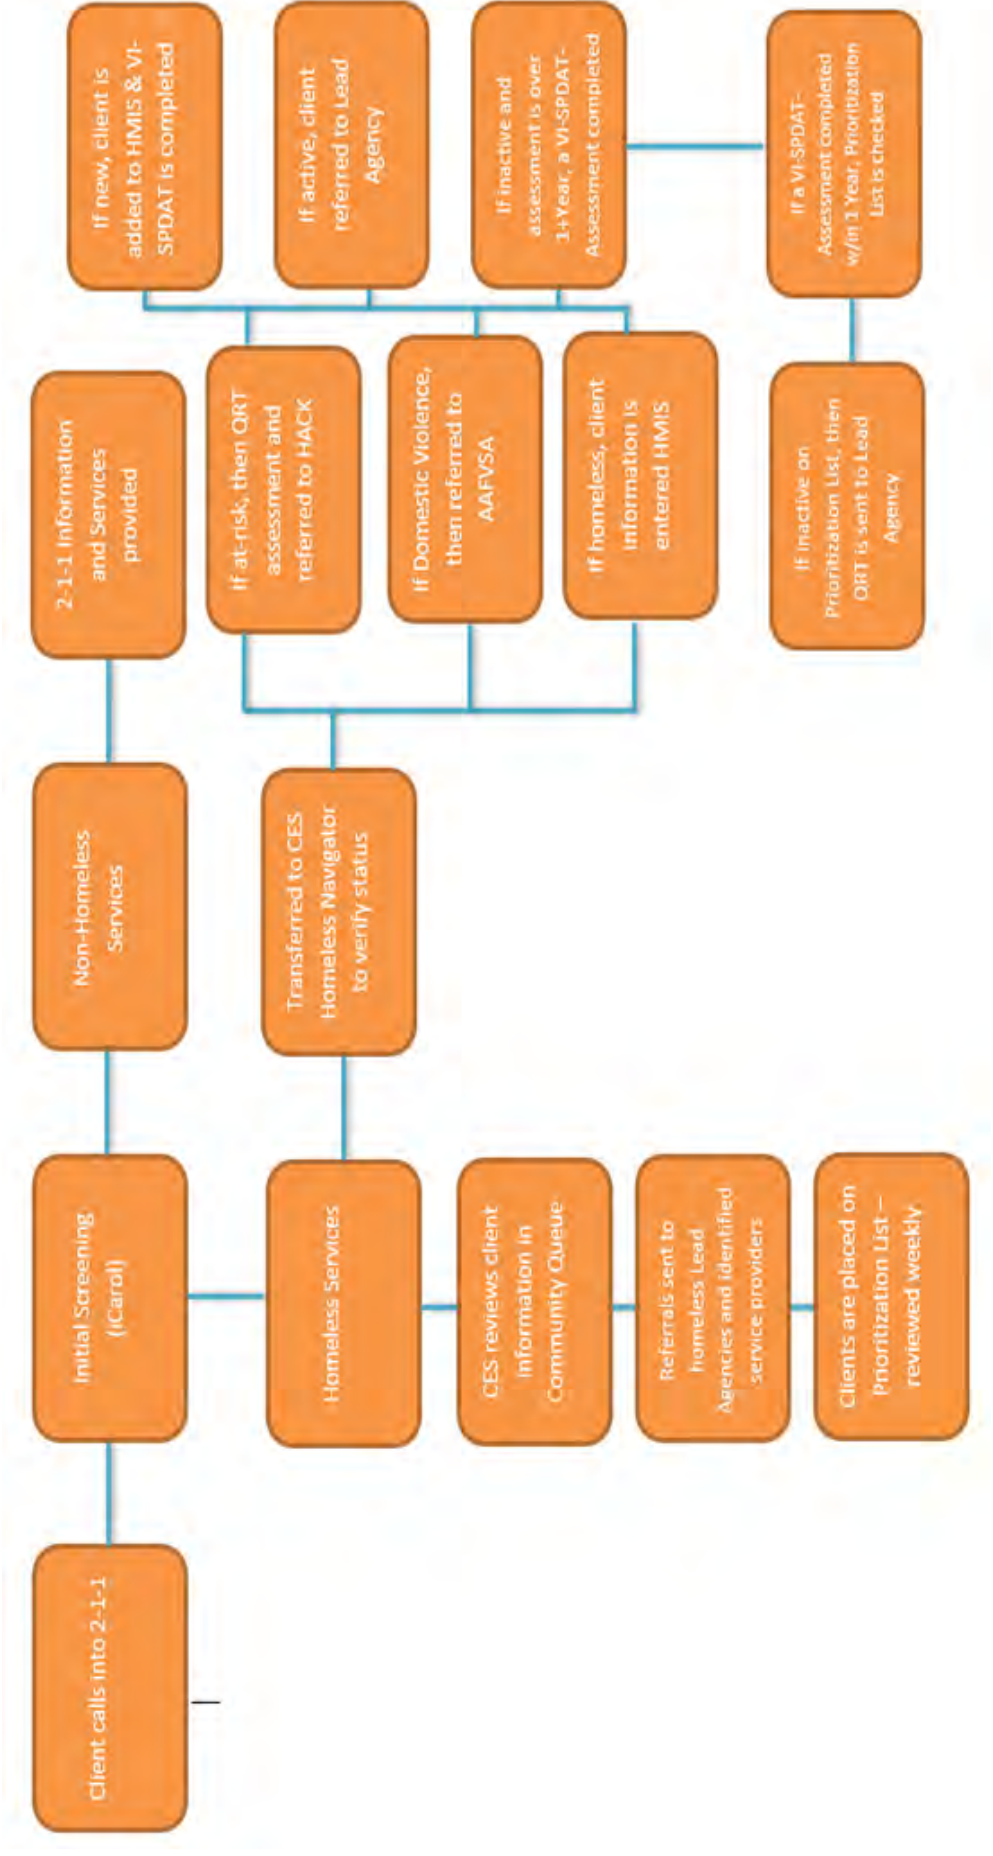 Client calls into 2-1-1
Initial Screening
(iCarol)
Non-Homeless
Services
2-1-1 Information
and Services
provided
Homeless Services
Transferred to CES
Homeless Navigator
to verify status
If at-risk, then QRT
assessment and
referred to HACK
If Domestic Violence,
then referred to
AAFVSA
If homeless, client
information is
entered HMIS
If new, client is
added to HMIS & VI-
SPDAT is completed
If active, client
referred to Lead
Agency
If inactive and
assessment is over
1+Year, a VI-SPDAT-
Assessment completed
If a VI-SPDAT-
Assessment completed
w/in 1 Year, Prioritization
List is checked
If inactive on
Prioritization List, then
QRT is sent to Lead
Agency
CES reviews client
information in
Community Queue
Referrals sent to
homeless Lead
Agencies and identified
service providers
Clients are placed on
Prioritization List –
reviewed weekly